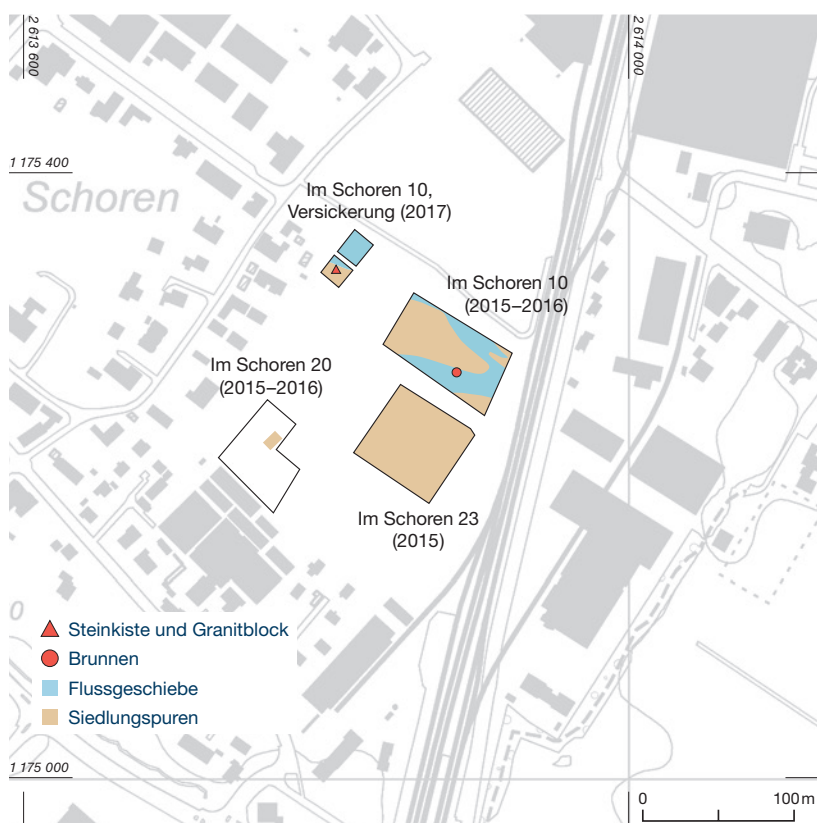 2 613 600
2 614 000
1 175 400
Schoren
Im Schoren 10,
Versickerung (2017)
Im Schoren 10
(2015–2016)
Im Schoren 20
(2015–2016)
Im Schoren 23
(2015)
0
Steinkiste und Granitblock
Brunnen
Flussgeschiebe
Siedlungspuren
1 175 000
0 100 m